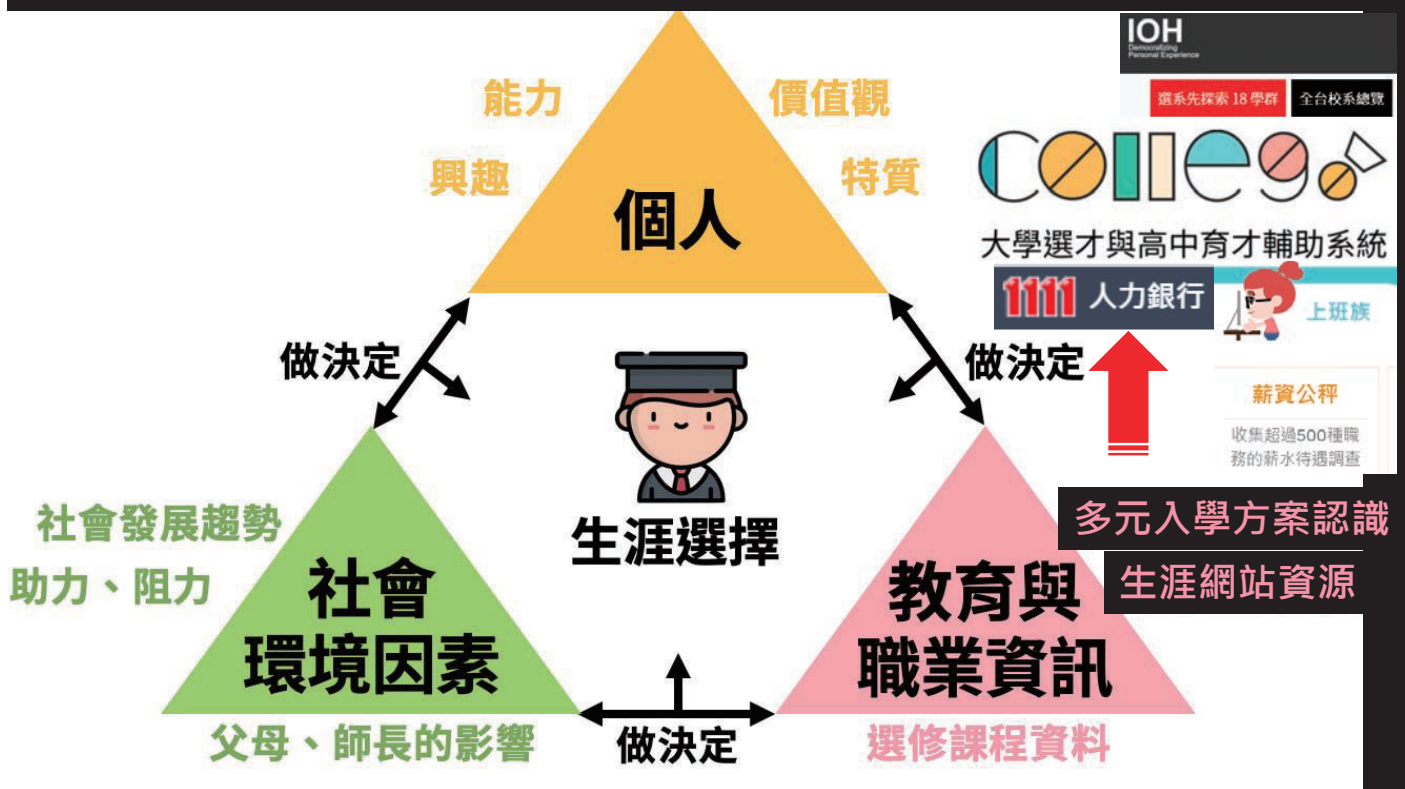 IOH
Democratizing
Personal Experience
選系先探索 18 學群
全台校系總覽
能力
價值觀
興趣
特質
個人
Collego
大學選才與高中育才輔助系統
1111 人力銀行
上班族
做決定
做決定
薪資公秤
收集超過500種職
務的薪水待遇調查
生涯選擇
社會發展趨勢
助力、阻力
社會
環境因素
多元入學方案認識
生涯網站資源
教育與
職業資訊
父母、師長的影響
做決定
選修課程資料